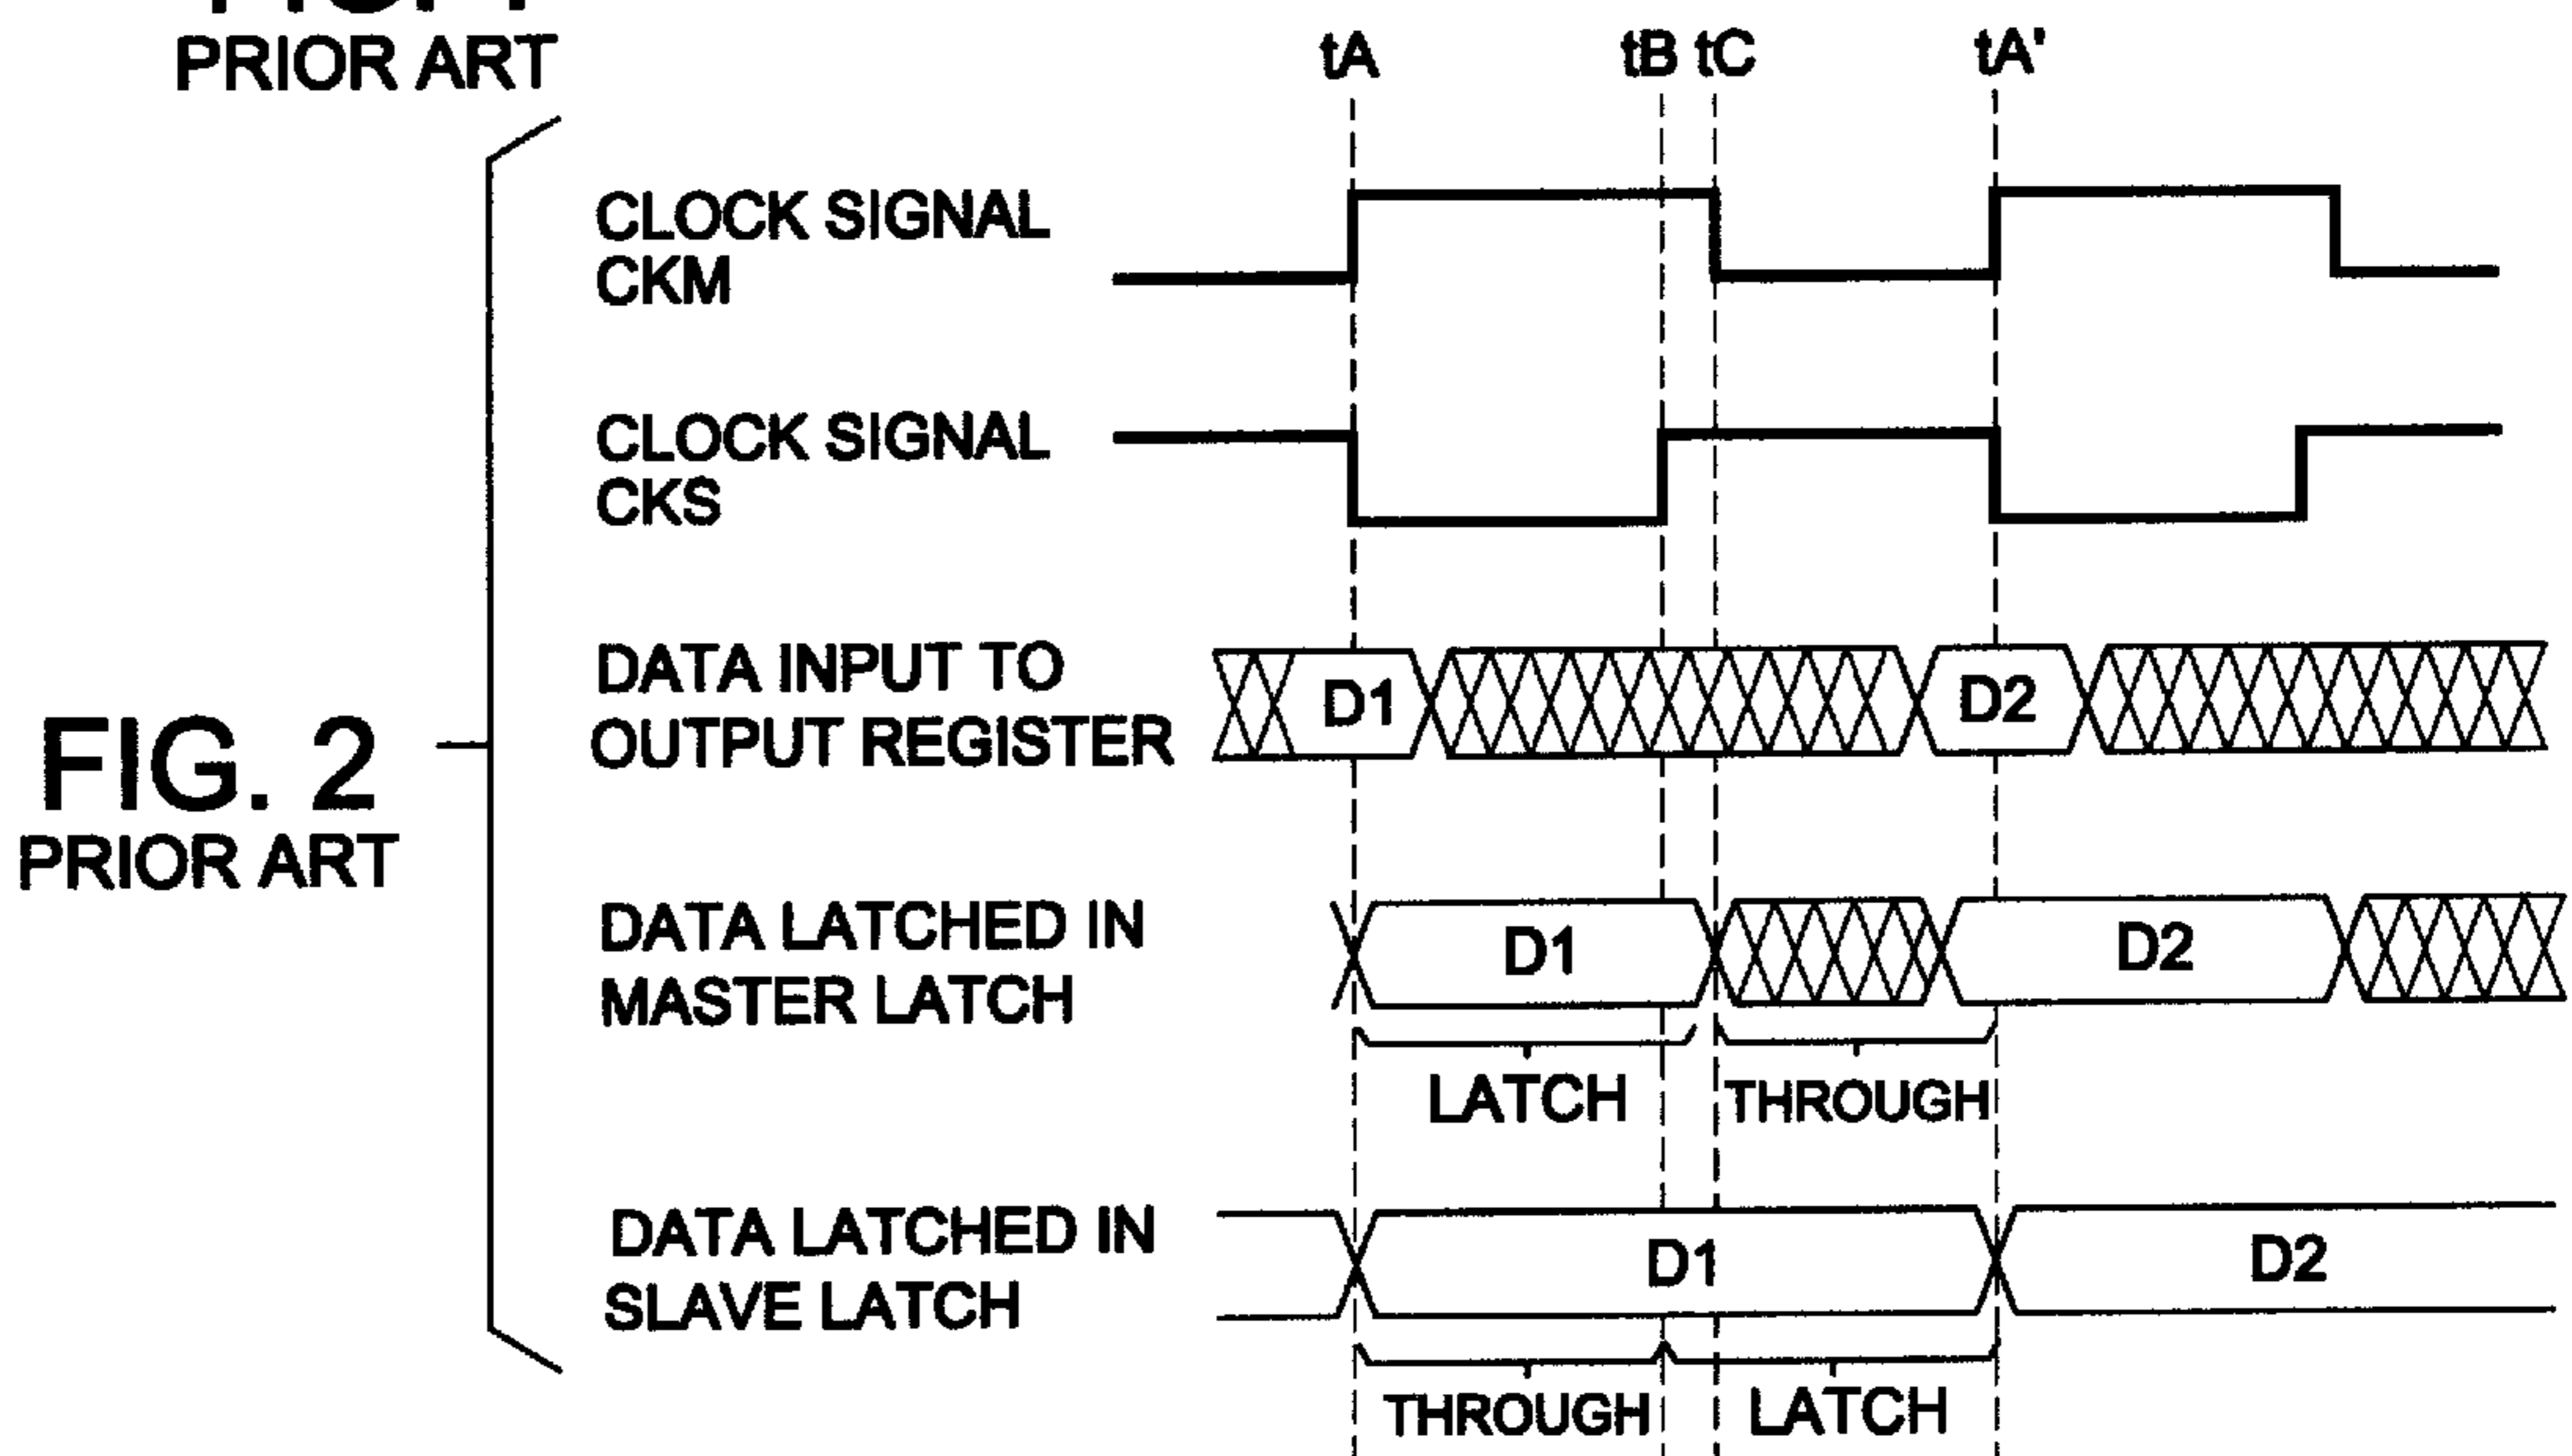 PRIOR ART
tA tB tC tA'
CLOCK SIGNAL
CKM
CLOCK SIGNAL
CKS
DATA INPUT TO
OUTPUT REGISTER
D1 D2
FIG. 2
PRIOR ART
DATA LATCHED IN
MASTER LATCH
D1 D2
LATCH THROUGH
DATA LATCHED IN
SLAVE LATCH
D1 D2
THROUGH LATCH